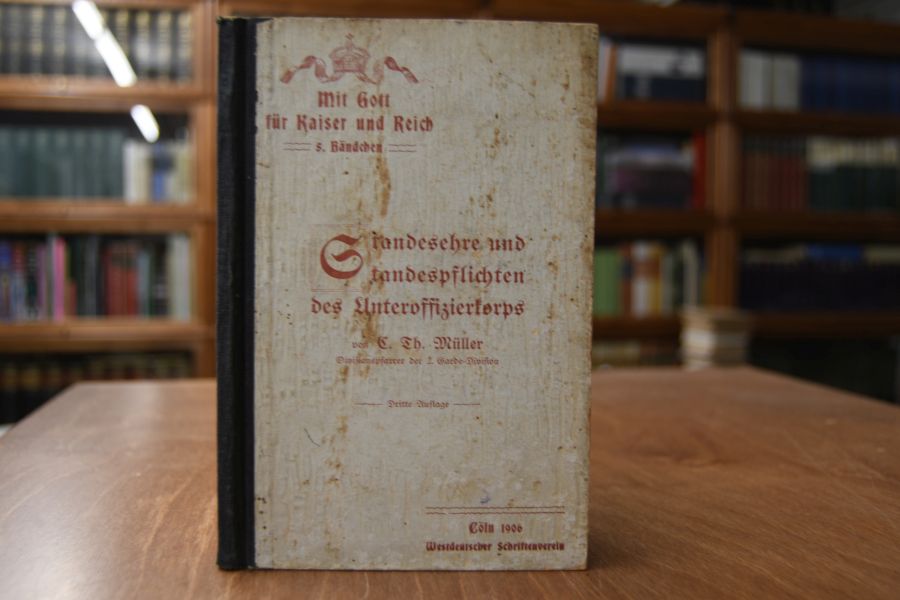 Mit Gott
für Kaiser und Reich
5. Bändchen
Standesehre und
Standespflichten
des Unteroffizierkorps
von C. Th. Müller
Divisionspfarrer der 2. Garde-Division
Dritte Auflage
Cöln 1906
Westdeutscher Schriftenverein